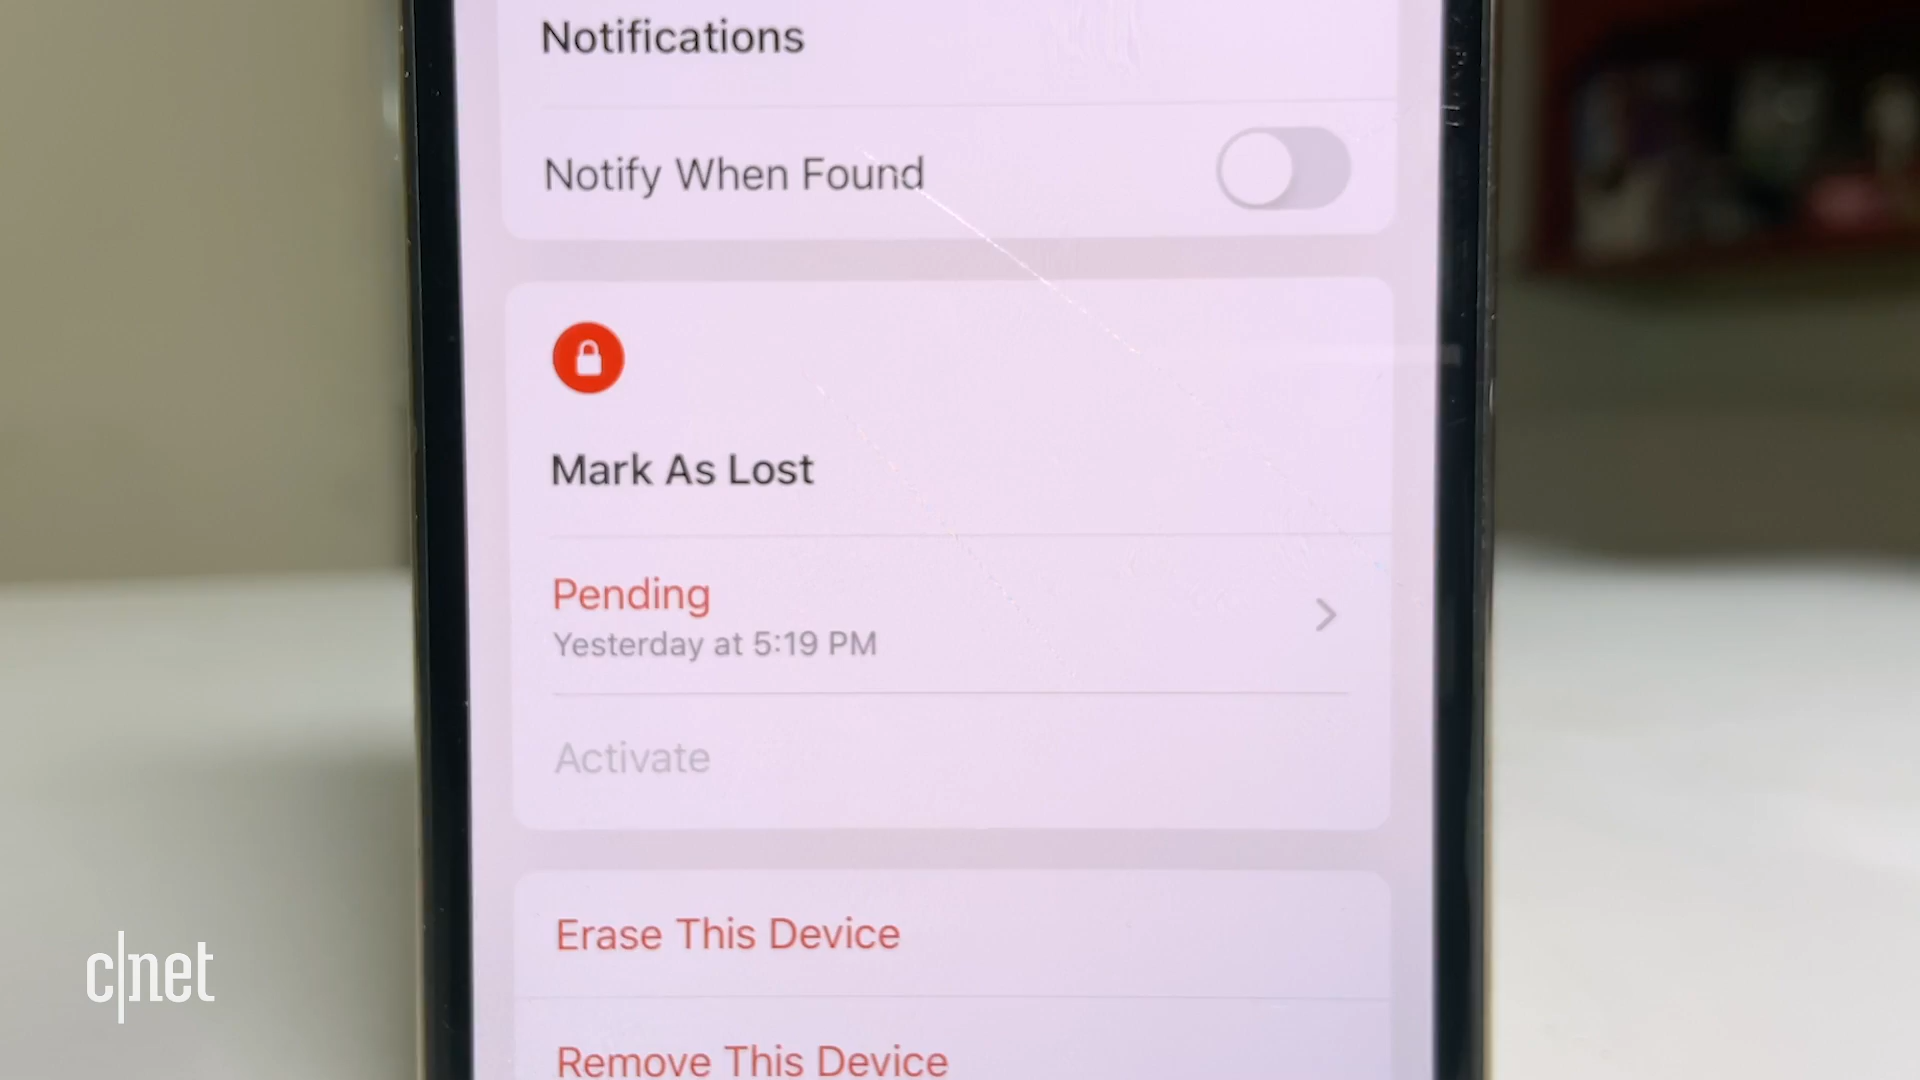 Notifications
Notify When Found
Mark As Lost
Pending
Yesterday at 5:19 PM
Activate
Erase This Device
Remove This Device
c|net